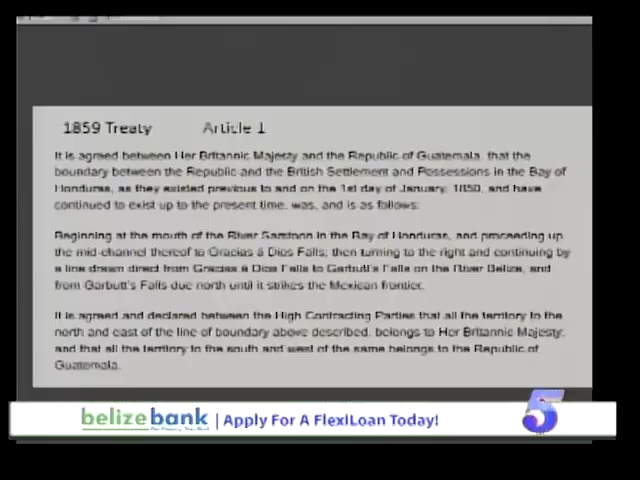 1859 Treaty Article 1
It is agreed between Her Britannic Majesty and the Republic of Guatemala, that the
boundary between the Republic and the British Settlement and Possessions in the Bay of
Honduras, as they existed previous to and on the 1st day of January, 1850, and have
continued to exist up to the present time, was, and is as follows:
Beginning at the mouth of the River Sarstoon in the Bay of Honduras, and proceeding up
the mid-channel thereof to Gracias á Dios Falls; then turning to the right and continuing by
a line drawn direct from Gracias á Dios Falls to Garbutt's Falls on the River Belize, and
from Garbutt's Falls due north until it strikes the Mexican frontier.
It is agreed and declared between the High Contracting Parties that all the territory to the
north and east of the line of boundary above described, belongs to Her Britannic Majesty;
and that all the territory to the south and west of the same belongs to the Republic of
Guatemala.
belizebank | Apply For A FlexiLoan Today!
5